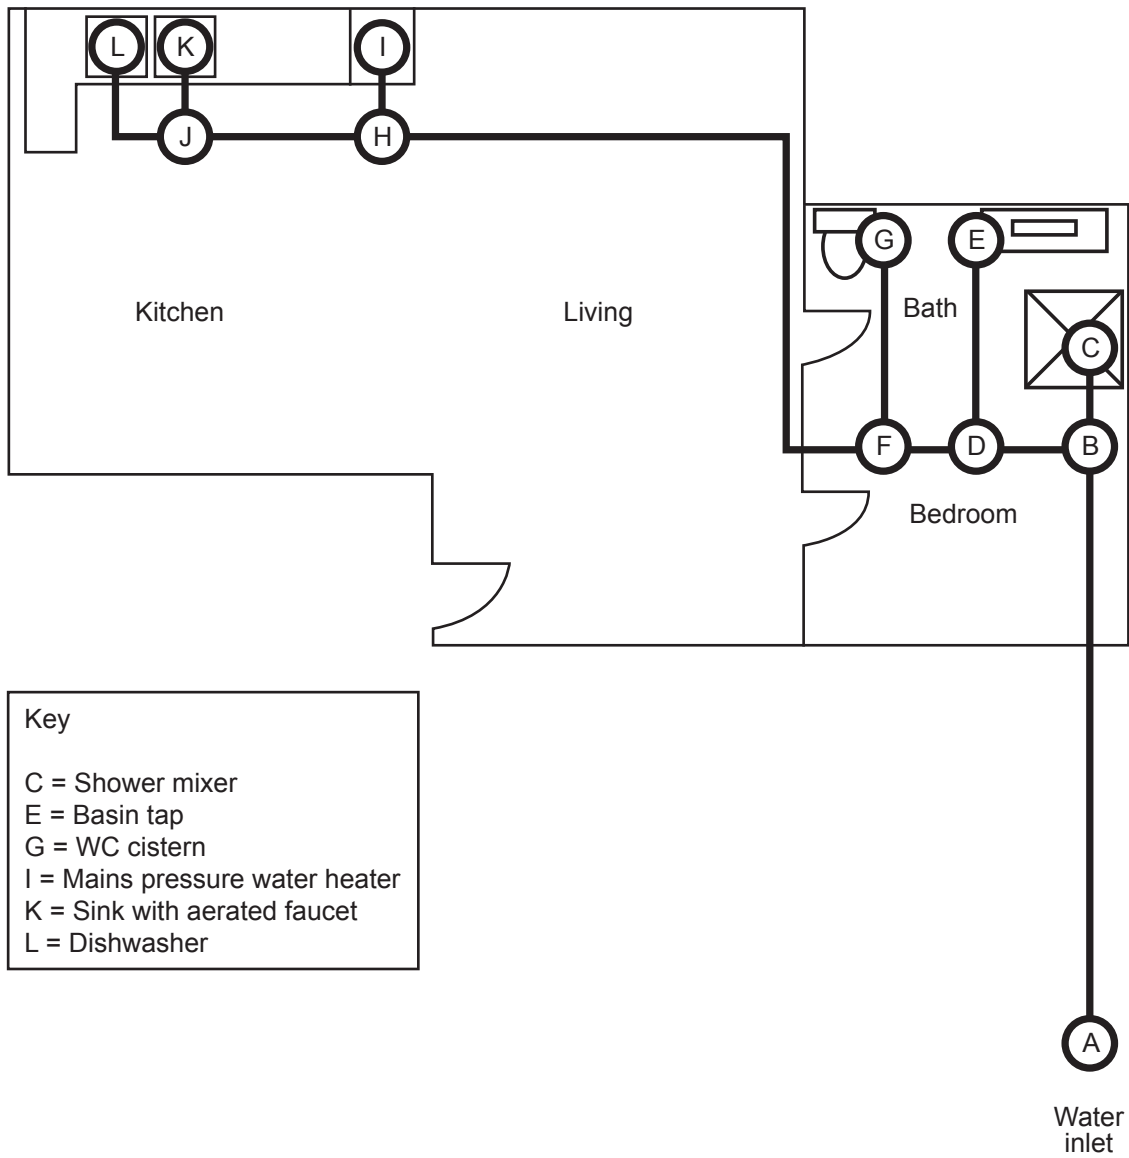 L
K
I
J
H
G
E
Kitchen
Living
Bath
C
F
D
B
Bedroom
Key
C = Shower mixer
E = Basin tap
G = WC cistern
I = Mains pressure water heater
K = Sink with aerated faucet
L = Dishwasher
A
Water
inlet